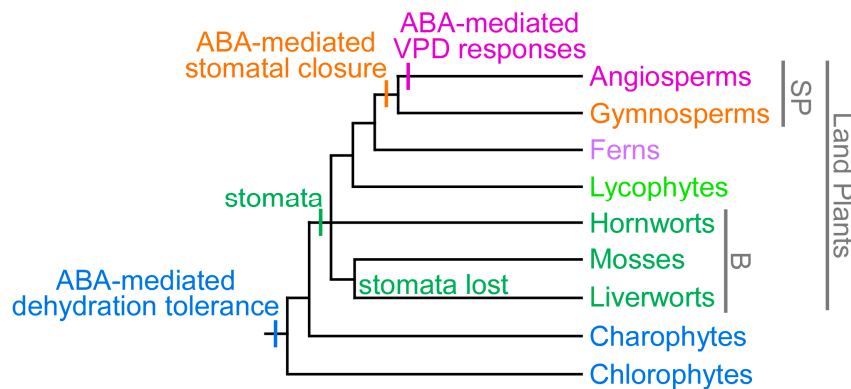 ABA-mediated
VPD responses
ABA-mediated
stomatal closure
Angiosperms
Gymnosperms
SP
Ferns
Land Plants
Lycophytes
stomata
Hornworts
Mosses
B
stomata lost
Liverworts
ABA-mediated
dehydration tolerance
Charophytes
Chlorophytes